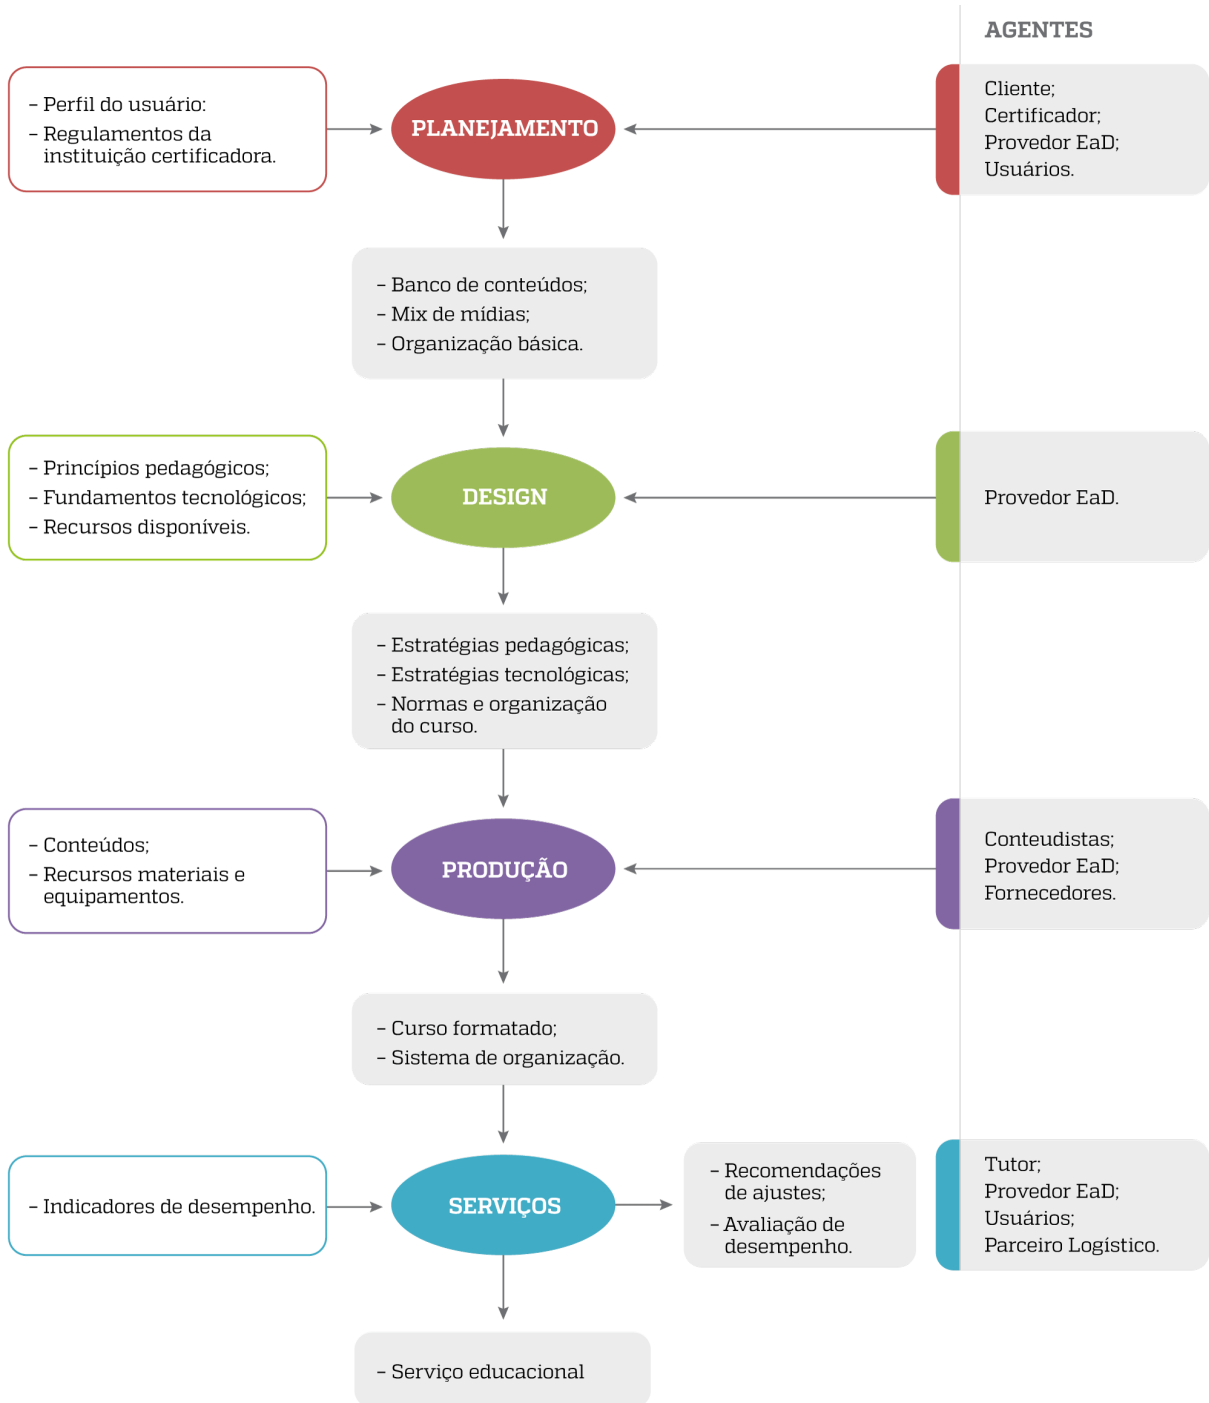 AGENTES
– Perfil do usuário:
– Regulamentos da
instituição certificadora.
PLANEJAMENTO
Cliente;
Certificador;
Provedor EaD;
Usuários.
– Banco de conteúdos;
– Mix de mídias;
– Organização básica.
– Princípios pedagógicos;
– Fundamentos tecnológicos;
– Recursos disponíveis.
DESIGN
Provedor EaD.
– Estratégias pedagógicas;
– Estratégias tecnológicas;
– Normas e organização
do curso.
– Conteúdos;
– Recursos materiais e
equipamentos.
PRODUÇÃO
Conteudistas;
Provedor EaD;
Fornecedores.
– Curso formatado;
– Sistema de organização.
– Indicadores de desempenho.
SERVIÇOS
– Recomendações
de ajustes;
– Avaliação de
desempenho.
Tutor;
Provedor EaD;
Usuários;
Parceiro Logístico.
– Serviço educacional